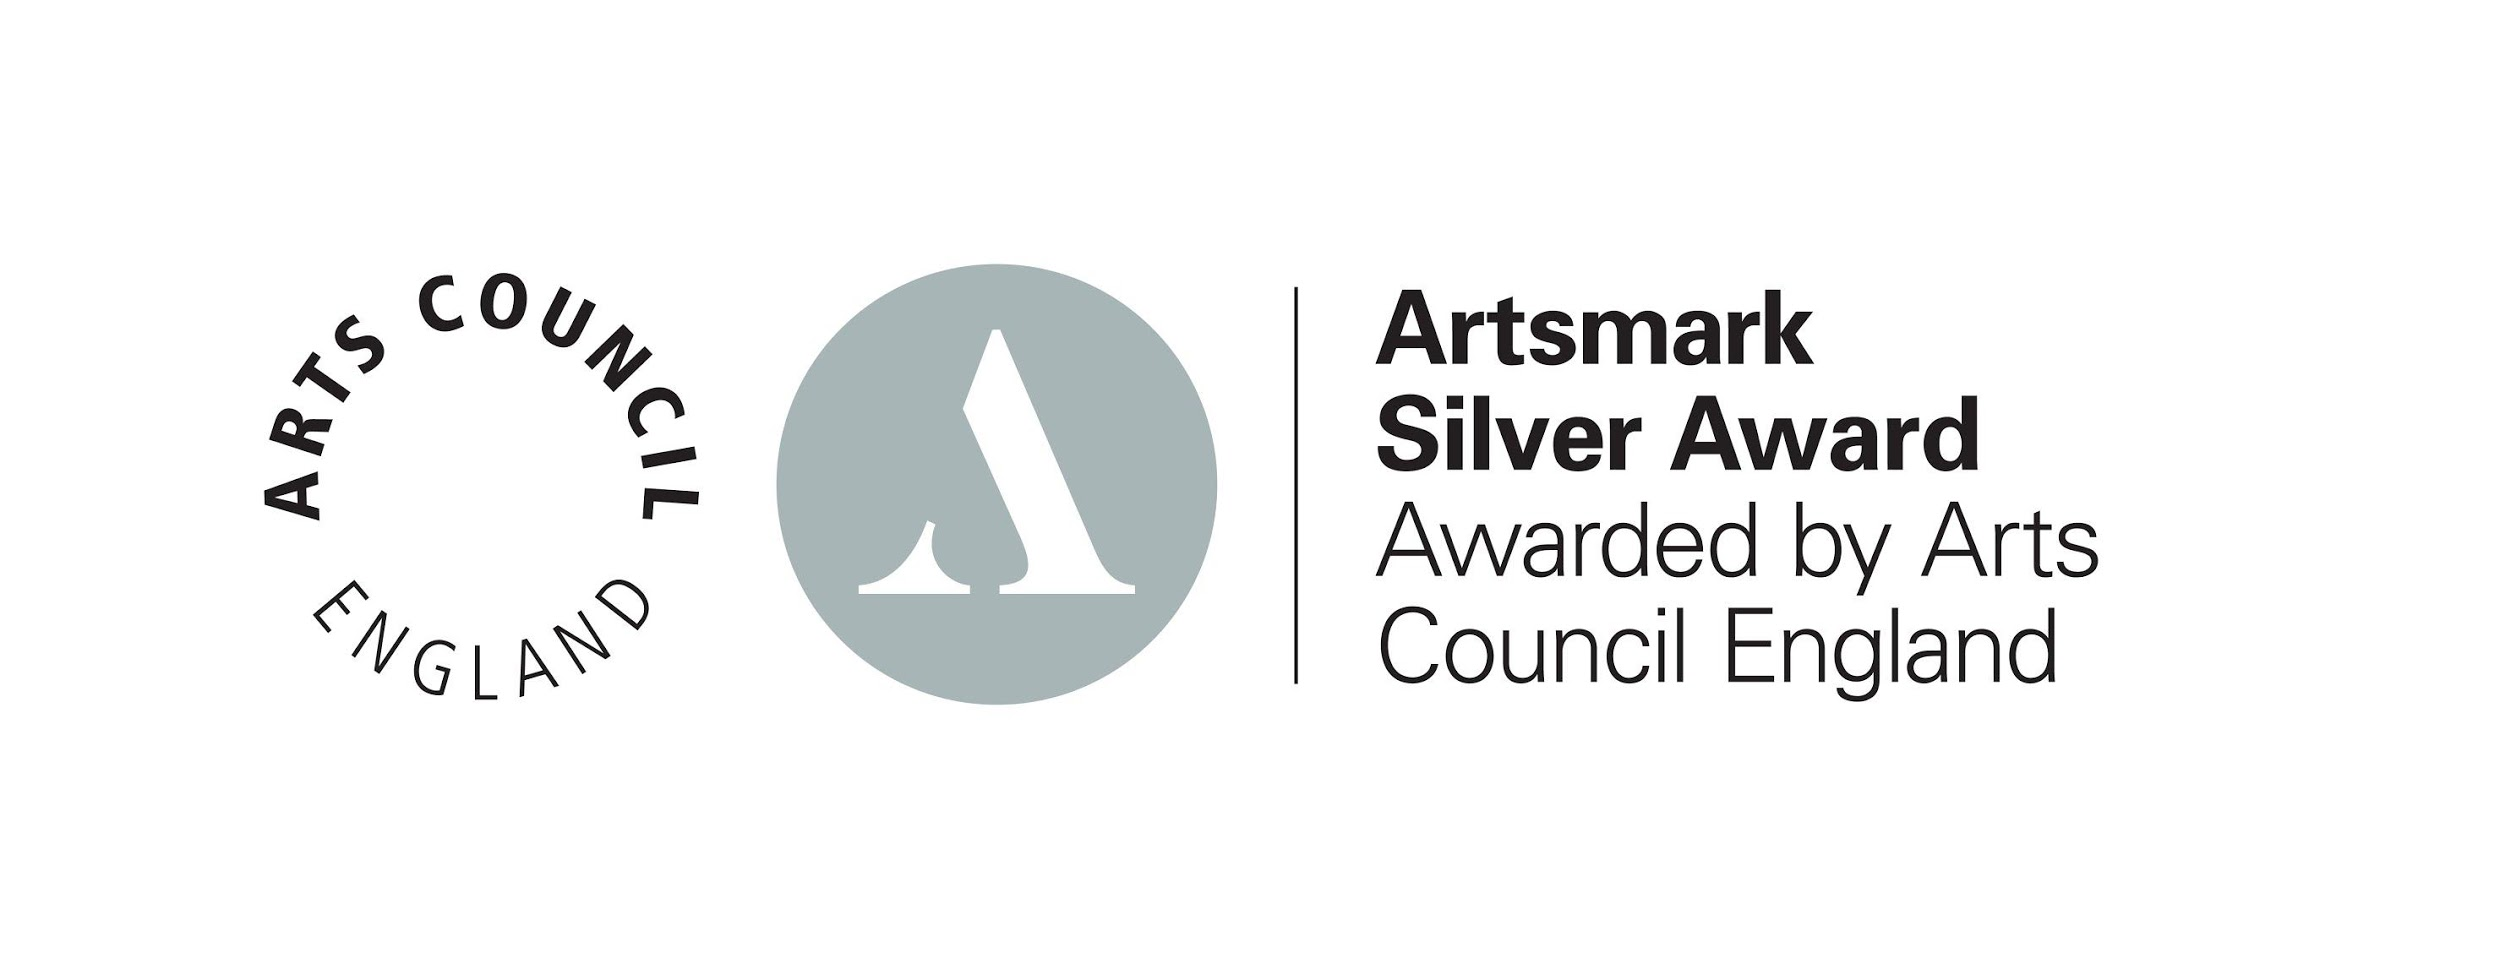 ARTS COUNCIL
ENGLAND
A
Artsmark
Silver Award
Awarded by Arts
Council England